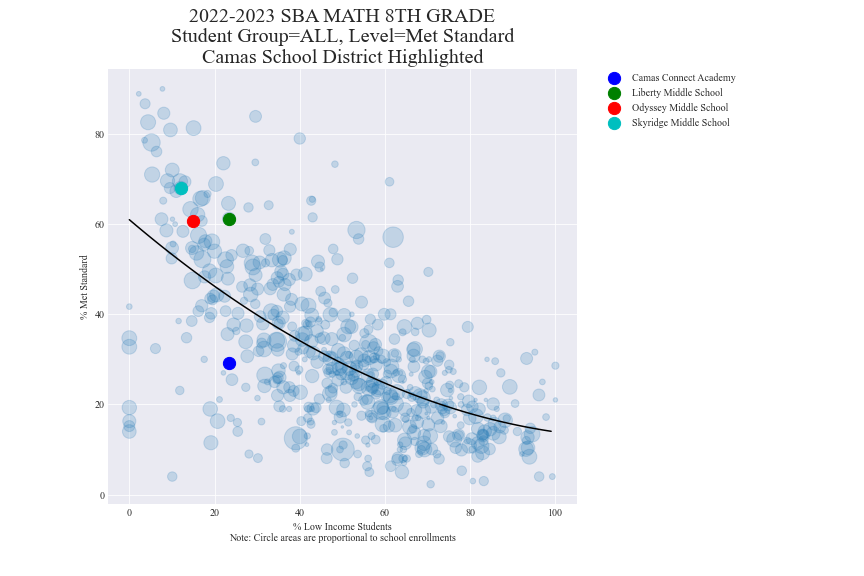 2022-2023 SBA MATH 8TH GRADE
Student Group=ALL, Level=Met Standard
Camas School District Highlighted
Camas Connect Academy
Liberty Middle School
Odyssey Middle School
Skyridge Middle School
% Met Standard
80
60
40
20
0
0 20 40 60 80 100
% Low Income Students
Note: Circle areas are proportional to school enrollments